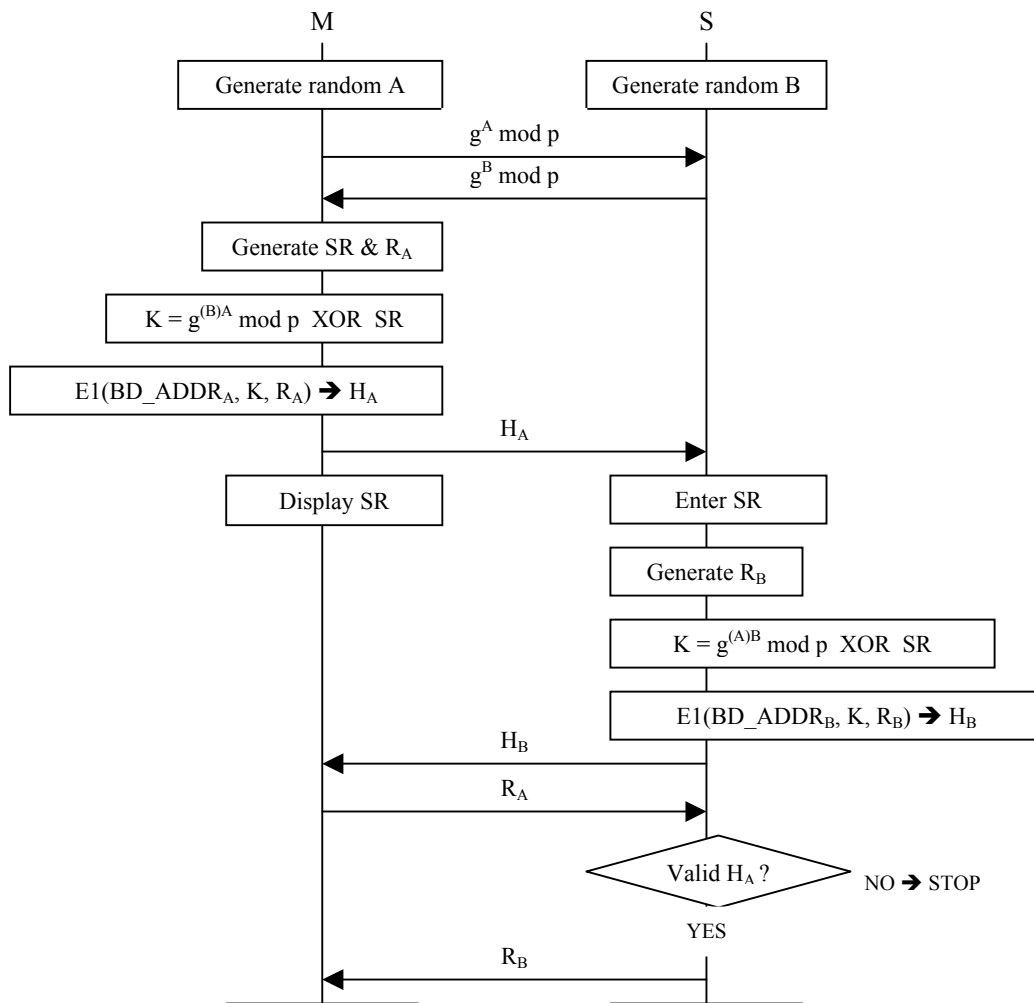 M S
Generate random A Generate random B
g^A mod p
g^B mod p
Generate SR & R_A
K = g^(B)A mod p XOR SR
E1(BD_ADDR_A, K, R_A) ➔ H_A
H_A
Display SR Enter SR
Generate R_B
K = g^(A)B mod p XOR SR
E1(BD_ADDR_B, K, R_B) ➔ H_B
H_B
R_A
Valid H_A ?
NO ➔ STOP
YES
R_B